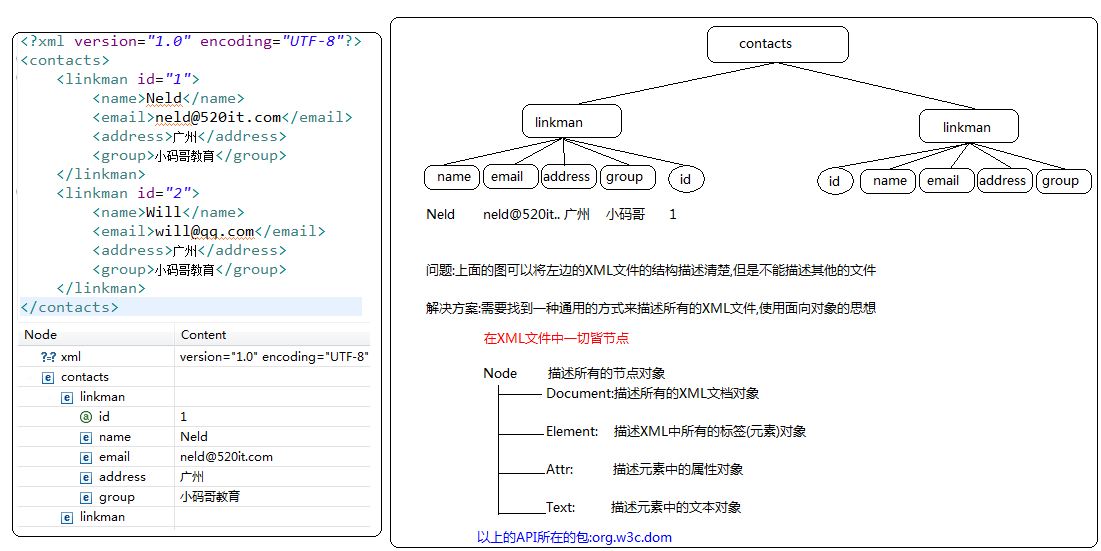 <?xml version="1.0" encoding="UTF-8"?>
<contacts>
<linkman id="1">
<name>Neld</name>
<email>neld@520it.com</email>
<address>广州</address>
<group>小码哥教育</group>
</linkman>
<linkman id="2">
<name>Will</name>
<email>will@qq.com</email>
<address>广州</address>
<group>小码哥教育</group>
</linkman>
</contacts>
Node Content
?=? xml version="1.0" encoding="UTF-8"
e contacts
e linkman
a id 1
e name Neld
e email neld@520it.com
e address 广州
e group 小码哥教育
e linkman
contacts
linkman linkman
name email address group id id name email address group
Neld neld@520it.. 广州 小码哥 1
问题:上面的图可以将左边的XML文件的结构描述清楚,但是不能描述其他的文件
解决方案:需要找到一种通用的方式来描述所有的XML文件,使用面向对象的思想
在XML文件中一切皆节点
Node 描述所有的节点对象
Document:描述所有的XML文档对象
Element: 描述XML中所有的标签(元素)对象
Attr: 描述元素中的属性对象
Text: 描述元素中的文本对象
以上的API所在的包:org.w3c.dom